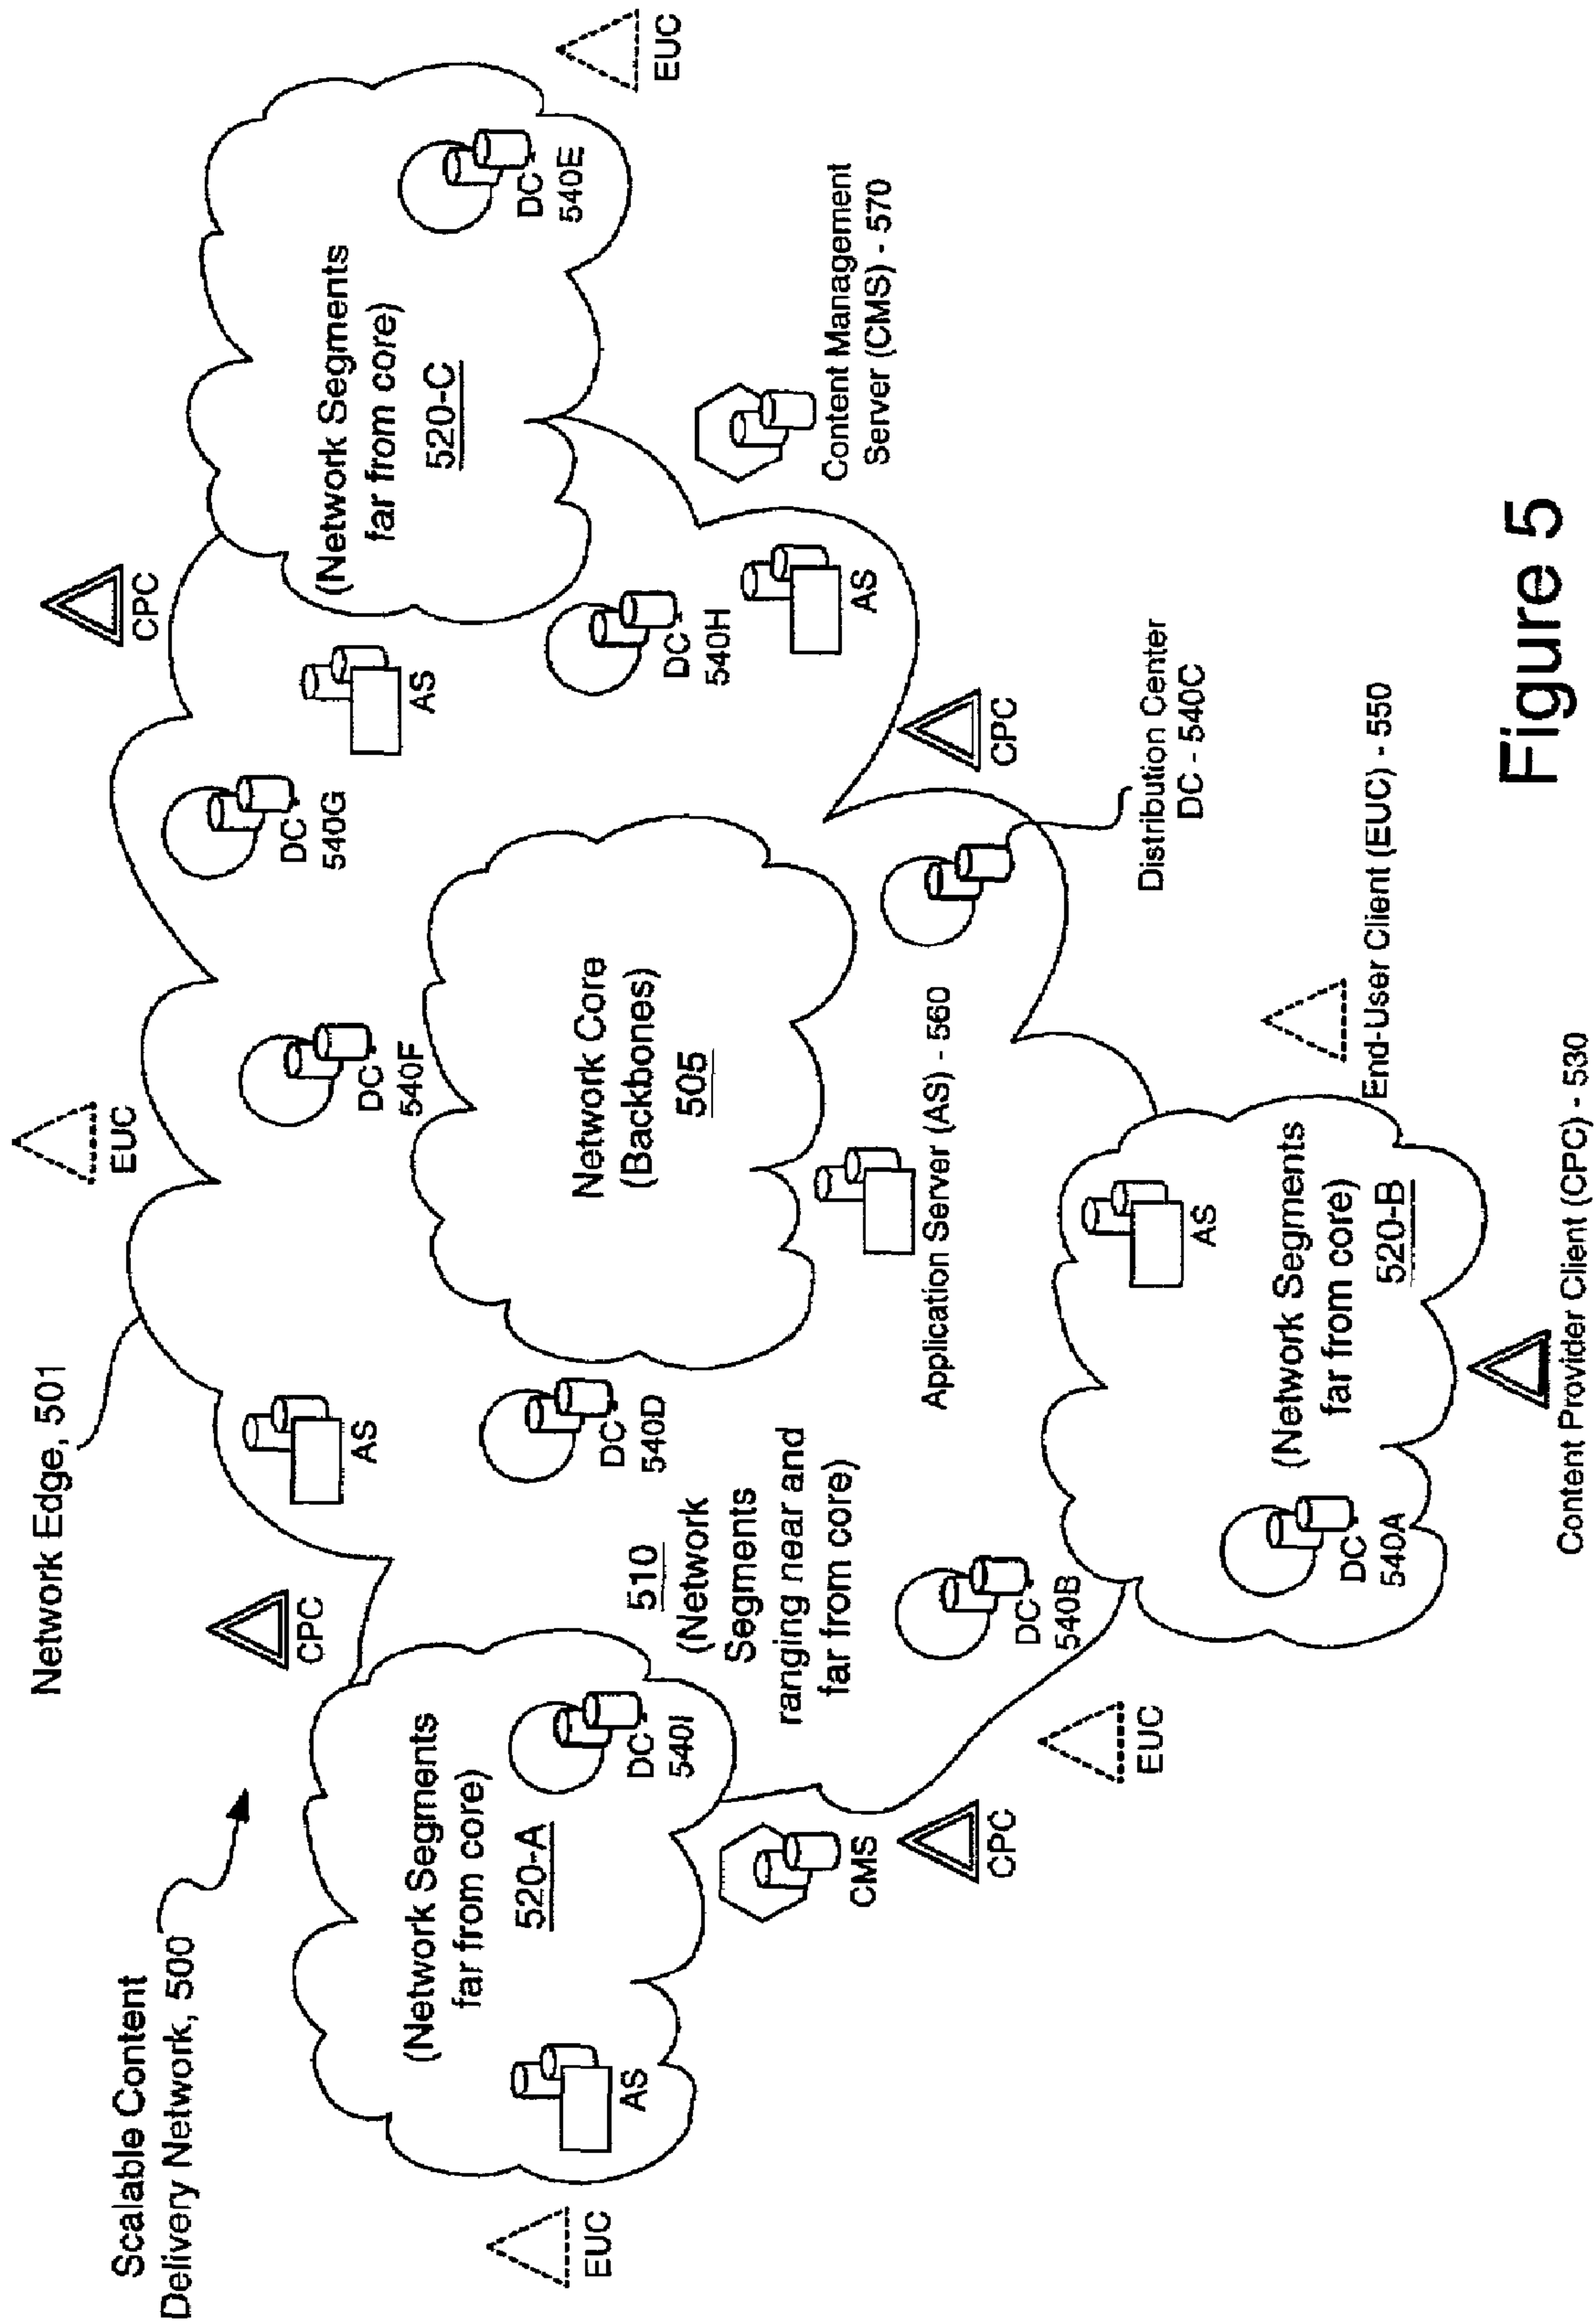 Scalable Content
Delivery Network, 500
Network Edge, 501
EUC
CPC
CPC
AS
DC
540F
DC
540G
AS
(Network Segments
far from core)
520-C
DC
540E
EUC
(Network Segments
far from core)
520-A
AS
DC
540I
EUC
DC
540D
510
(Network
Segments
ranging near and
far from core)
Network Core
(Backbones)
505
DC
540H
AS
Content Management
Server (CMS) - 570
CMS
CPC
Application Server (AS) - 560
CPC
DC
540B
EUC
Distribution Center
DC - 540C
AS
(Network Segments
far from core)
520-B
DC
540A
End-User Client (EUC) - 550
Content Provider Client (CPC) - 530
Figure 5